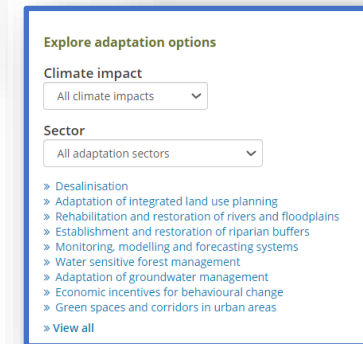 Explore adaptation options
Climate impact
All climate impacts
Sector
All adaptation sectors
» Desalinisation
» Adaptation of integrated land use planning
» Rehabilitation and restoration of rivers and floodplains
» Establishment and restoration of riparian buffers
» Monitoring, modelling and forecasting systems
» Water sensitive forest management
» Adaptation of groundwater management
» Economic incentives for behavioural change
» Green spaces and corridors in urban areas
» View all